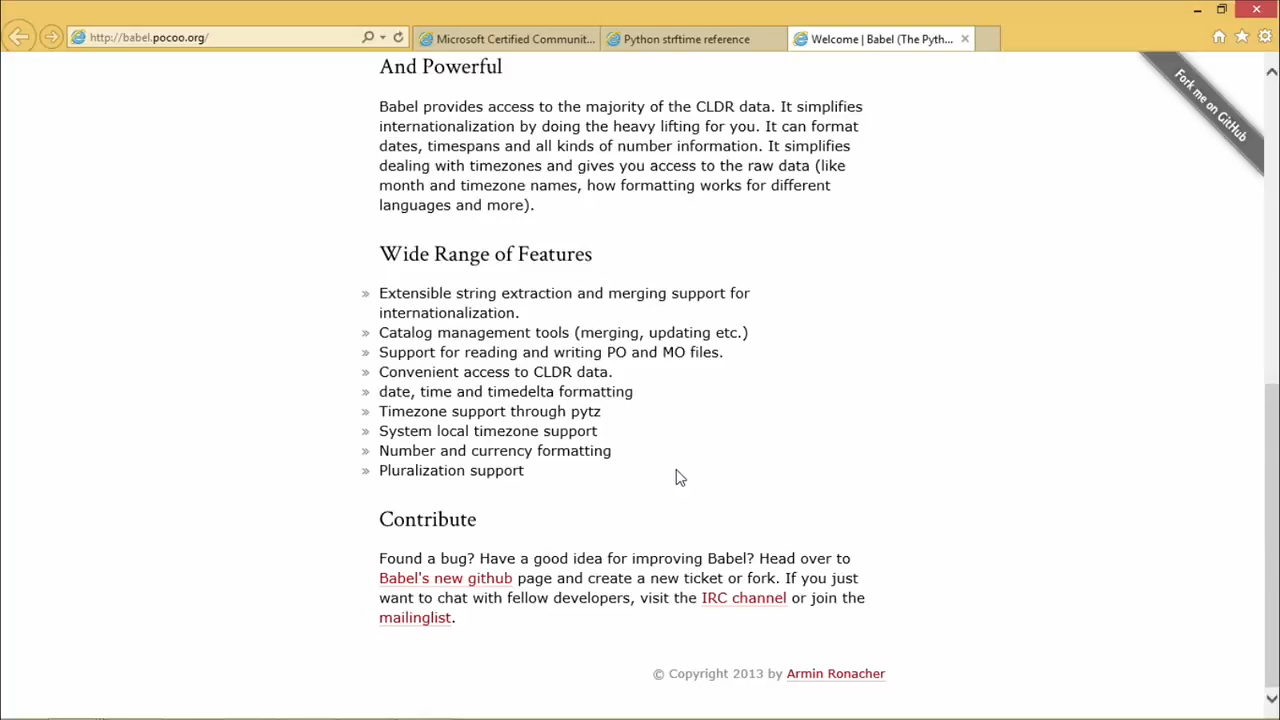 http://babel.pocoo.org/
Microsoft Certified Communit...
Python strftime reference
Welcome | Babel (The Pyth...
Fork me on GitHub
And Powerful
Babel provides access to the majority of the CLDR data. It simplifies
internationalization by doing the heavy lifting for you. It can format
dates, timespans and all kinds of number information. It simplifies
dealing with timezones and gives you access to the raw data (like
month and timezone names, how formatting works for different
languages and more).
Wide Range of Features
» Extensible string extraction and merging support for
internationalization.
» Catalog management tools (merging, updating etc.)
» Support for reading and writing PO and MO files.
» Convenient access to CLDR data.
» date, time and timedelta formatting
» Timezone support through pytz
» System local timezone support
» Number and currency formatting
» Pluralization support
Contribute
Found a bug? Have a good idea for improving Babel? Head over to
Babel's new github page and create a new ticket or fork. If you just
want to chat with fellow developers, visit the IRC channel or join the
mailinglist.
© Copyright 2013 by Armin Ronacher